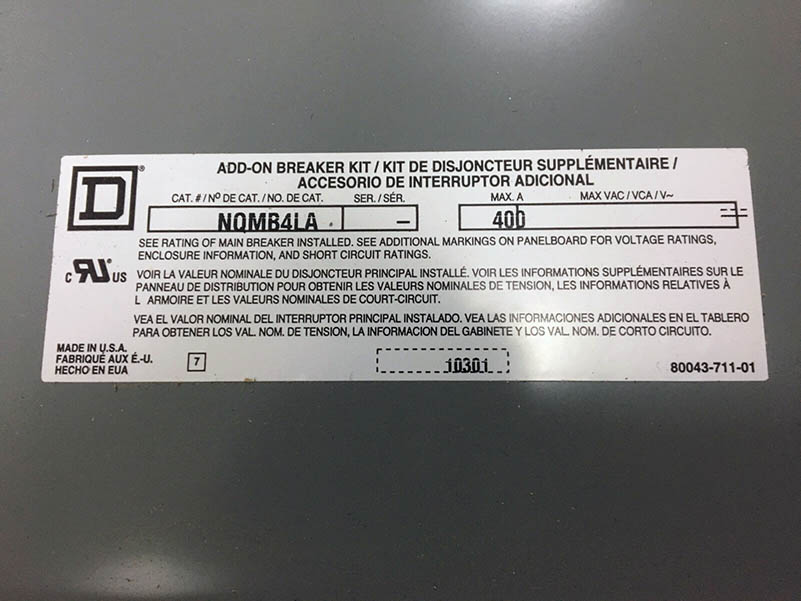 D®
ADD-ON BREAKER KIT / KIT DE DISJONCTEUR SUPPLÉMENTAIRE /
ACCESORIO DE INTERRUPTOR ADICIONAL
CAT. # / Nº DE CAT. / NO. DE CAT. SER. / SÉR. MAX. A MAX VAC / VCA / V~
NQMB4LA – 400
SEE RATING OF MAIN BREAKER INSTALLED. SEE ADDITIONAL MARKINGS ON PANELBOARD FOR VOLTAGE RATINGS,
ENCLOSURE INFORMATION, AND SHORT CIRCUIT RATINGS.
c RU US
VOIR LA VALEUR NOMINALE DU DISJONCTEUR PRINCIPAL INSTALLÉ. VOIR LES INFORMATIONS SUPPLÉMENTAIRES SUR LE
PANNEAU DE DISTRIBUTION POUR OBTENIR LES VALEURS NOMINALES DE TENSION, LES INFORMATIONS RELATIVES À
L ARMOIRE ET LES VALEURS NOMINALES DE COURT-CIRCUIT.
VEA EL VALOR NOMINAL DEL INTERRUPTOR PRINCIPAL INSTALADO. VEA LAS INFORMACIONES ADICIONALES EN EL TABLERO
PARA OBTENER LOS VAL. NOM. DE TENSION, LA INFORMACION DEL GABINETE Y LOS VAL. NOM. DE CORTO CIRCUITO.
MADE IN U.S.A.
FABRIQUÉ AUX É.-U.
HECHO EN EUA
7
10301
80043-711-01